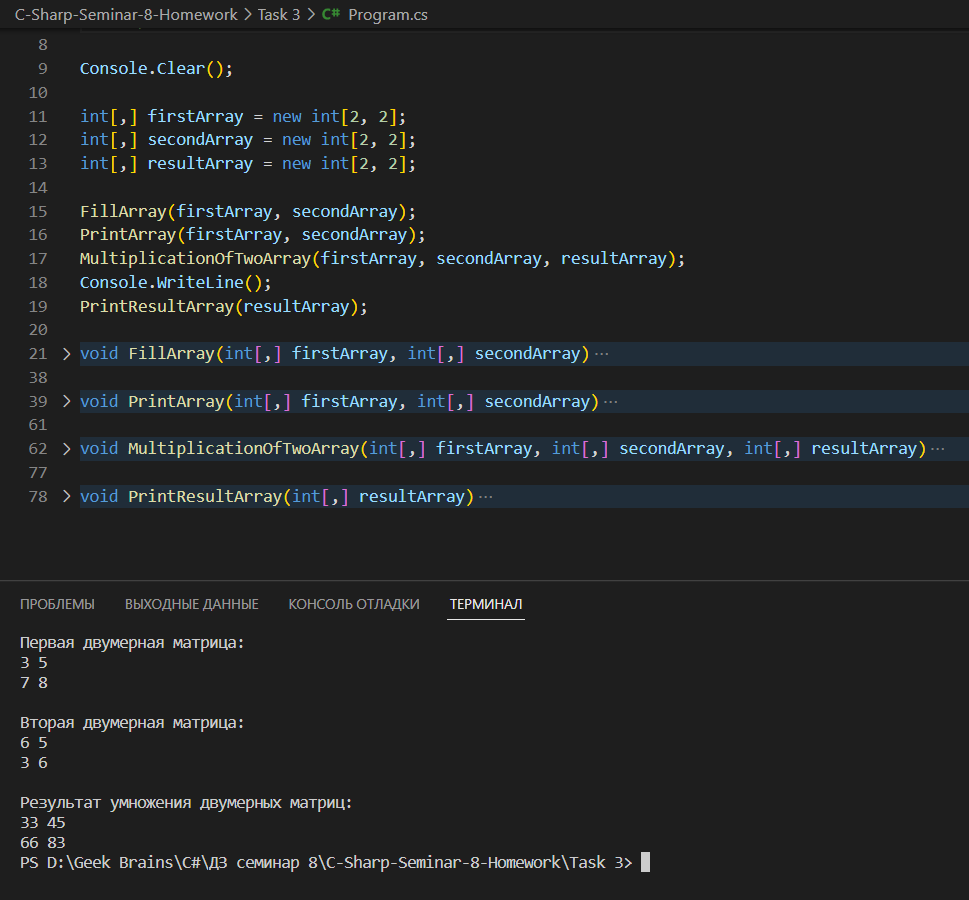 C-Sharp-Seminar-8-Homework > Task 3 > C# Program.cs
8
9 Console.Clear();
10
11 int[,] firstArray = new int[2, 2];
12 int[,] secondArray = new int[2, 2];
13 int[,] resultArray = new int[2, 2];
14
15 FillArray(firstArray, secondArray);
16 PrintArray(firstArray, secondArray);
17 MultiplicationOfTwoArray(firstArray, secondArray, resultArray);
18 Console.WriteLine();
19 PrintResultArray(resultArray);
20
21 > void FillArray(int[,] firstArray, int[,] secondArray)···
38
39 > void PrintArray(int[,] firstArray, int[,] secondArray)···
61
62 > void MultiplicationOfTwoArray(int[,] firstArray, int[,] secondArray, int[,] resultArray)···
77
78 > void PrintResultArray(int[,] resultArray)···
ПРОБЛЕМЫ ВЫХОДНЫЕ ДАННЫЕ КОНСОЛЬ ОТЛАДКИ ТЕРМИНАЛ
Первая двумерная матрица:
3 5
7 8
Вторая двумерная матрица:
6 5
3 6
Результат умножения двумерных матриц:
33 45
66 83
PS D:\Geek Brains\C#\ДЗ семинар 8\C-Sharp-Seminar-8-Homework\Task 3>